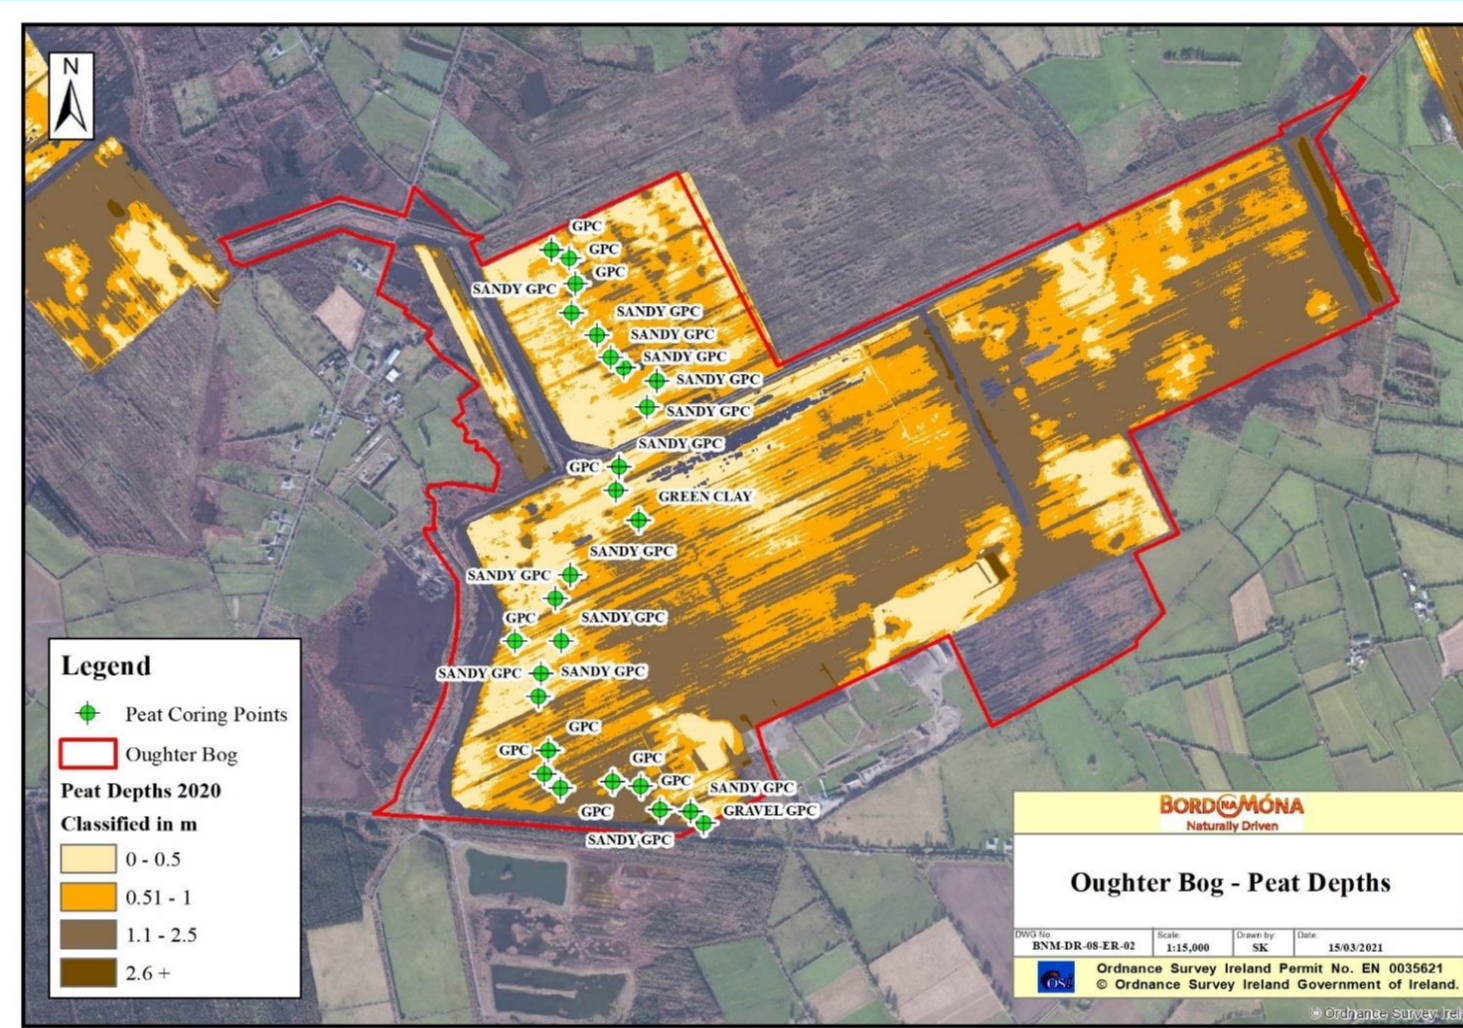 N
GPC
GPC
GPC
SANDY GPC
SANDY GPC
SANDY GPC
SANDY GPC
SANDY GPC
SANDY GPC
SANDY GPC
GPC
GREEN CLAY
SANDY GPC
SANDY GPC
GPC
SANDY GPC
SANDY GPC
SANDY GPC
GPC
GPC
GPC
GPC
SANDY GPC
GPC
GRAVEL GPC
SANDY GPC
Legend
Peat Coring Points
Oughter Bog
Peat Depths 2020
Classified in m
0 - 0.5
0.51 - 1
1.1 - 2.5
2.6 +
BORD NA MÓNA
Naturally Driven
Oughter Bog - Peat Depths
DWG No.
BNM-DR-08-ER-02
Scale:
1:15,000
Drawn by:
SK
Date:
15/03/2021
OSi
Ordnance Survey Ireland Permit No. EN 0035621
© Ordnance Survey Ireland Government of Ireland.
© Ordnance Survey Irel